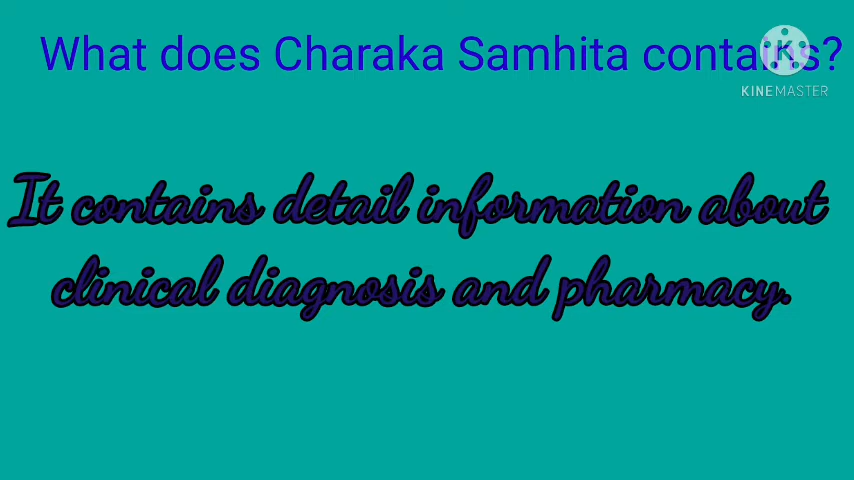 What does Charaka Samhita contains?
KINEMASTER
It contains detail information about
clinical diagnosis and pharmacy.